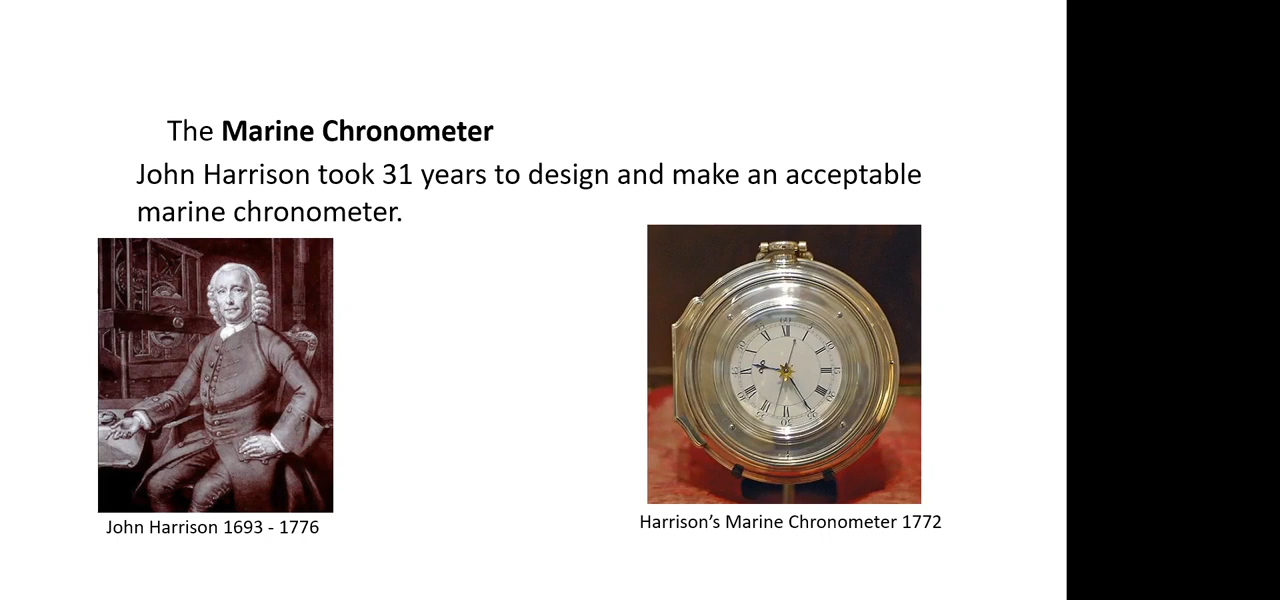 The Marine Chronometer
John Harrison took 31 years to design and make an acceptable
marine chronometer.
John Harrison 1693 - 1776
Harrison’s Marine Chronometer 1772